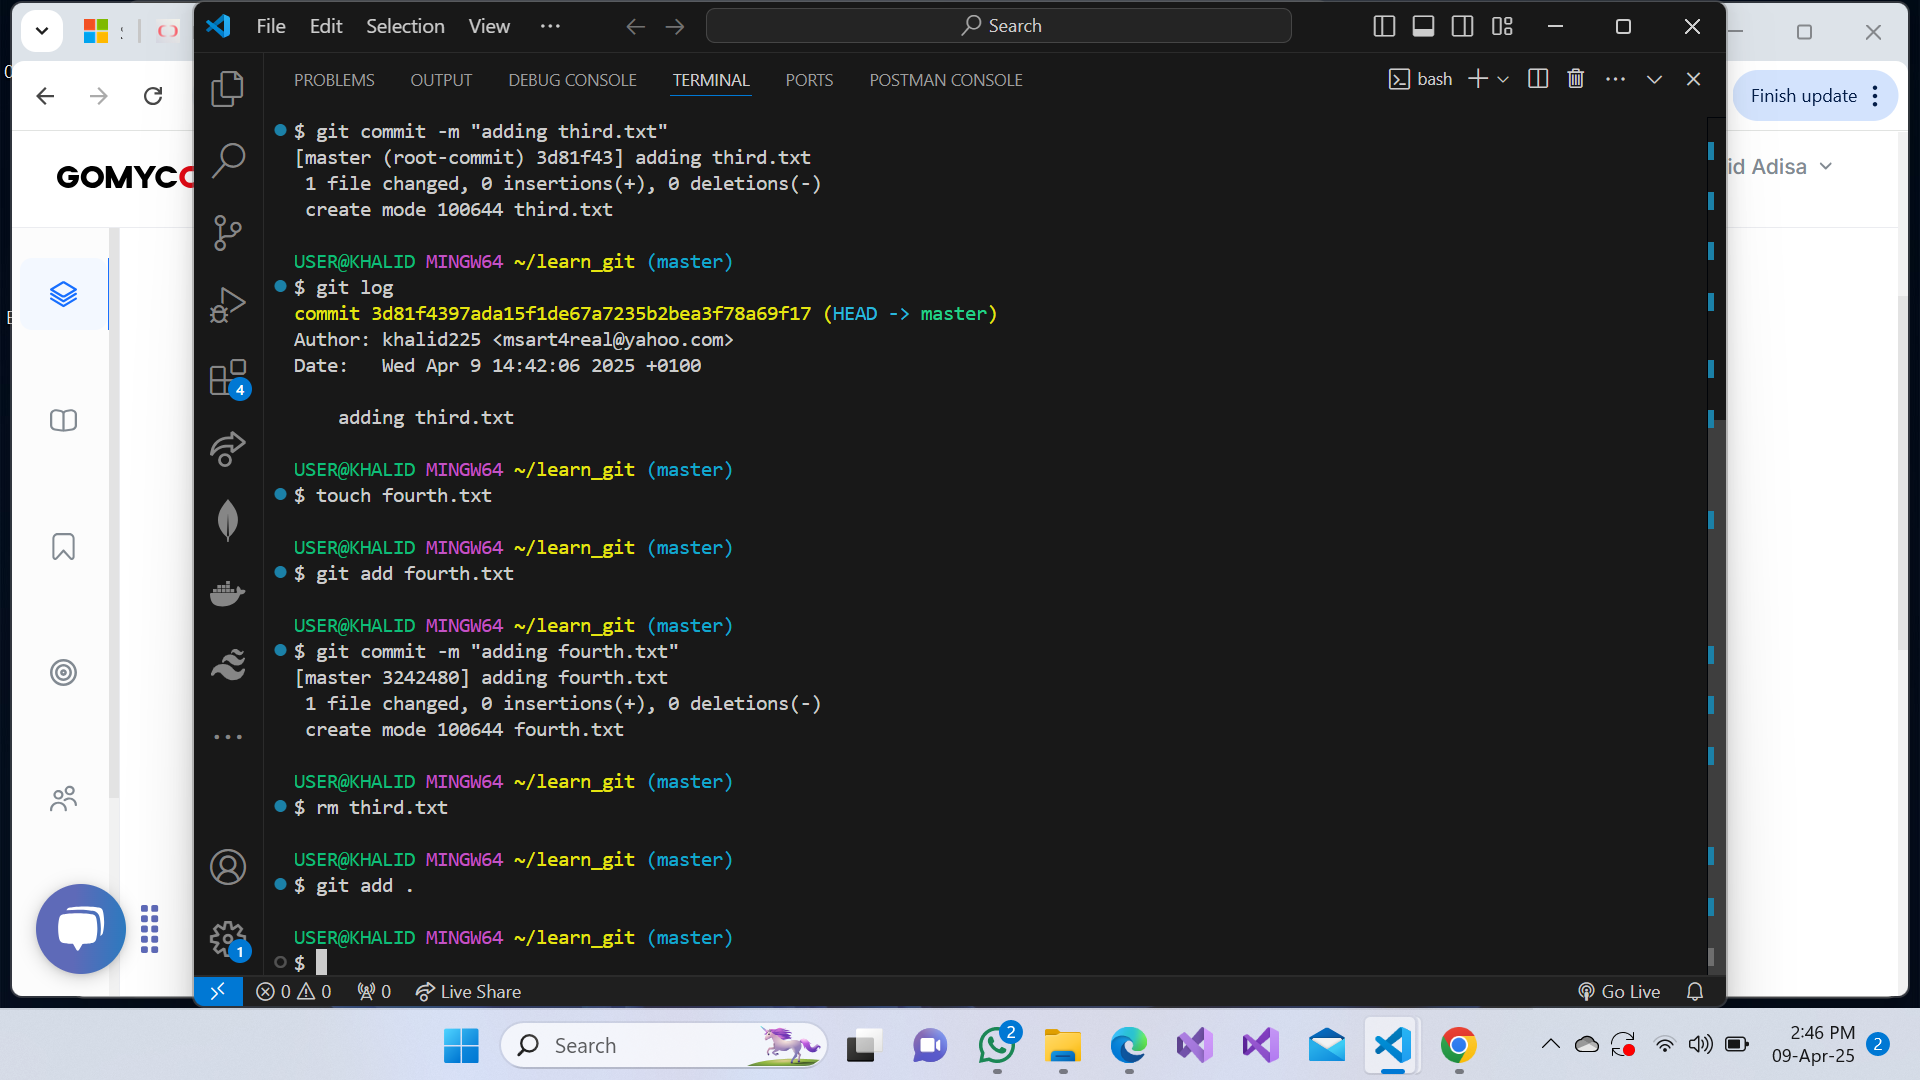 File Edit Selection View ··· Search
Finish update
PROBLEMS OUTPUT DEBUG CONSOLE TERMINAL PORTS POSTMAN CONSOLE bash
GOMYCO
id Adisa
$ git commit -m "adding third.txt"
[master (root-commit) 3d81f43] adding third.txt
1 file changed, 0 insertions(+), 0 deletions(-)
create mode 100644 third.txt
USER@KHALID MINGW64 ~/learn_git (master)
$ git log
commit 3d81f4397ada15f1de67a7235b2bea3f78a69f17 (HEAD -> master)
Author: khalid225 <msart4real@yahoo.com>
Date:   Wed Apr 9 14:42:06 2025 +0100
adding third.txt
USER@KHALID MINGW64 ~/learn_git (master)
$ touch fourth.txt
USER@KHALID MINGW64 ~/learn_git (master)
$ git add fourth.txt
USER@KHALID MINGW64 ~/learn_git (master)
$ git commit -m "adding fourth.txt"
[master 3242480] adding fourth.txt
1 file changed, 0 insertions(+), 0 deletions(-)
create mode 100644 fourth.txt
USER@KHALID MINGW64 ~/learn_git (master)
$ rm third.txt
USER@KHALID MINGW64 ~/learn_git (master)
$ git add .
USER@KHALID MINGW64 ~/learn_git (master)
$
4
1
0 0 0 Live Share Go Live
Search
2
2:46 PM
09-Apr-25
2